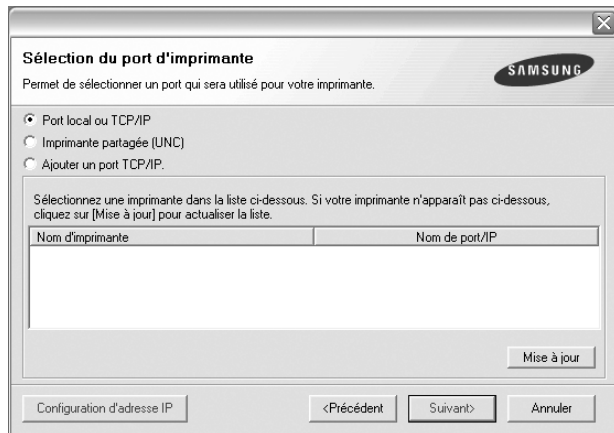 Sélection du port d'imprimante
Permet de sélectionner un port qui sera utilisé pour votre imprimante.
SAMSUNG
Port local ou TCP/IP
Imprimante partagée (UNC)
Ajouter un port TCP/IP.
Sélectionnez une imprimante dans la liste ci-dessous. Si votre imprimante n'apparaît pas ci-dessous,
cliquez sur [Mise à jour] pour actualiser la liste.
Nom d'imprimante Nom de port/IP
Mise à jour
Configuration d'adresse IP <Précédent Suivant> Annuler